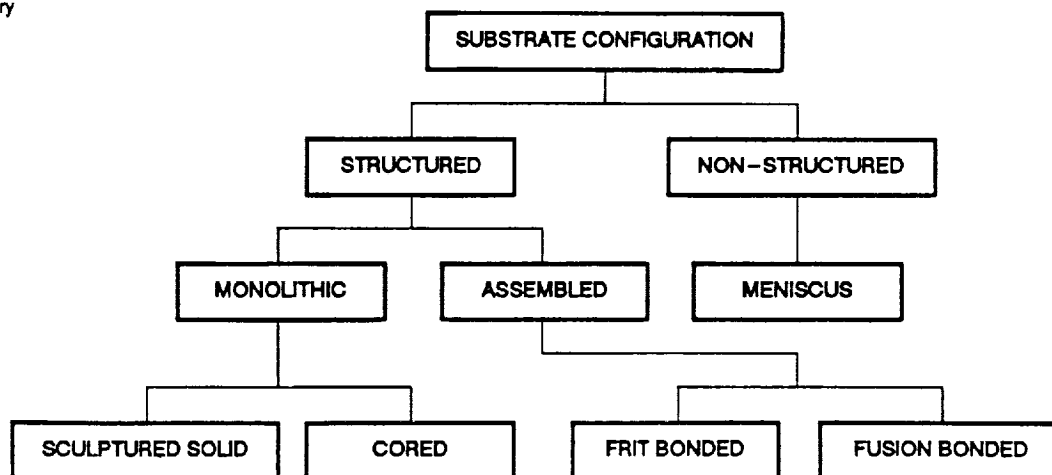 ry
SUBSTRATE CONFIGURATION
STRUCTURED
NON-STRUCTURED
MONOLITHIC
ASSEMBLED
MENISCUS
SCULPTURED SOLID
CORED
FRIT BONDED
FUSION BONDED